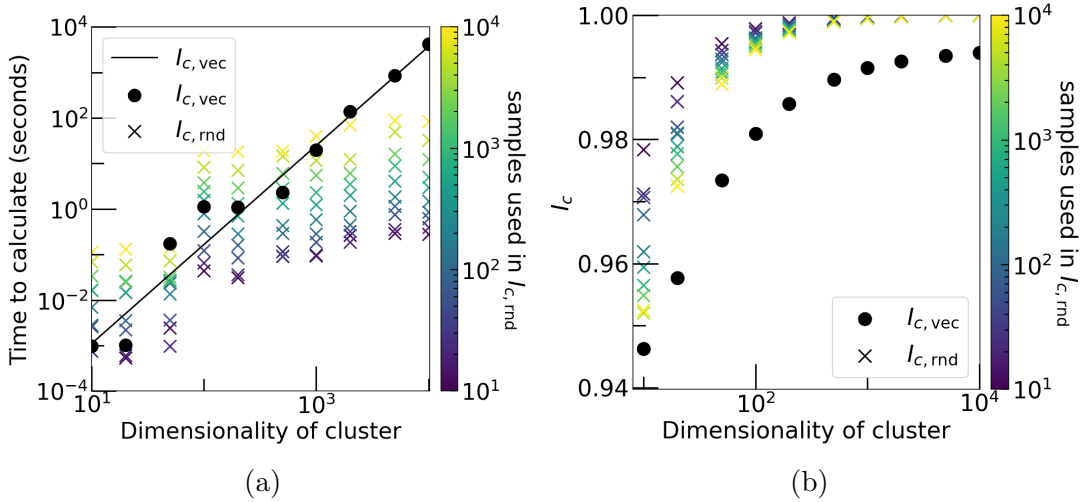 10^4
10^2
10^0
10^−2
10^−4
Time to calculate (seconds)
I_{c, vec}
I_{c, vec}
I_{c, rnd}
10^1
10^3
Dimensionality of cluster
10^4
10^3
10^2
10^1
samples used in I_{c, rnd}
(a)
1.00
0.98
0.96
0.94
I_c
I_{c, vec}
I_{c, rnd}
10^2
10^4
Dimensionality of cluster
10^4
10^3
10^2
10^1
samples used in I_{c, rnd}
(b)